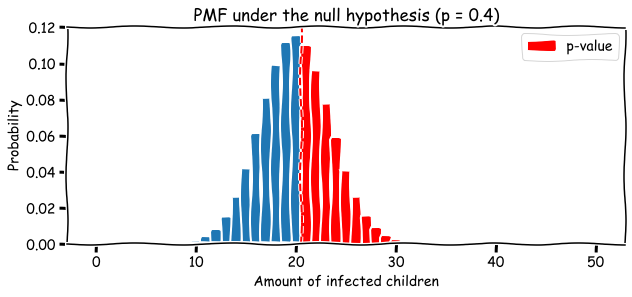 PMF under the null hypothesis (p = 0.4)
p-value
Probability
0.12
0.10
0.08
0.06
0.04
0.02
0.00
0 10 20 30 40 50
Amount of infected children